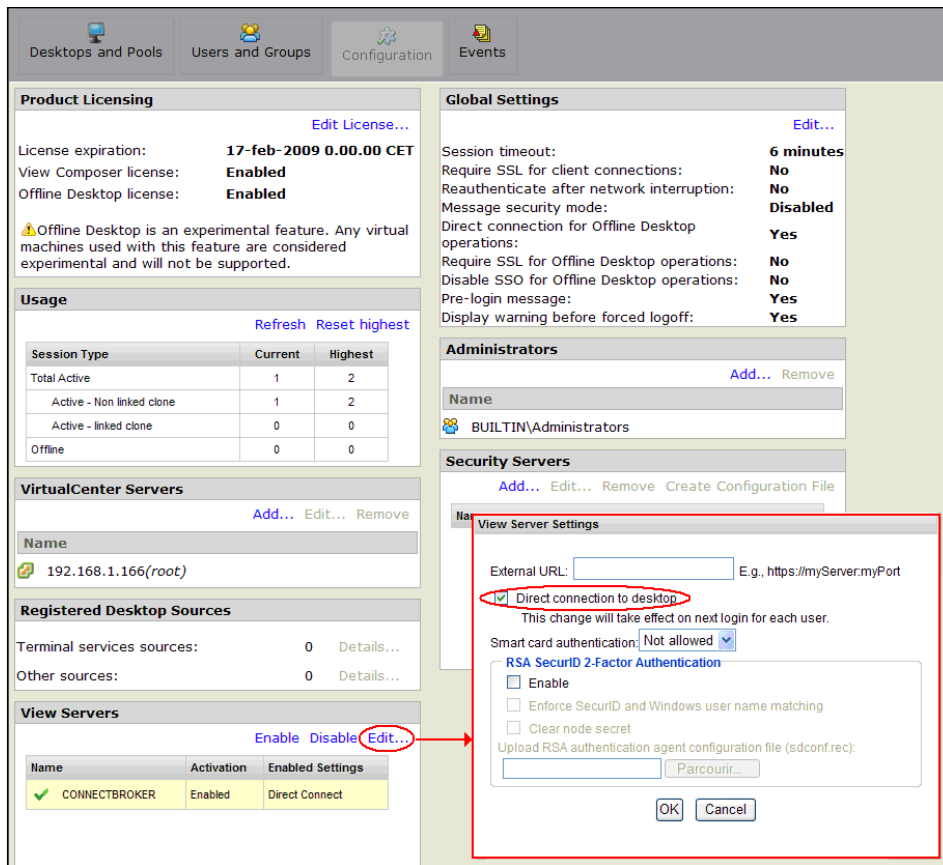 Desktops and Pools
Users and Groups
Configuration
Events
Product Licensing
Edit License...
License expiration: 17-feb-2009 0.00.00 CET
View Composer license: Enabled
Offline Desktop license: Enabled
Offline Desktop is an experimental feature. Any virtual
machines used with this feature are considered
experimental and will not be supported.
Usage
Refresh Reset highest
Session Type Current Highest
Total Active 1 2
Active - Non linked clone 1 2
Active - linked clone 0 0
Offline 0 0
VirtualCenter Servers
Add... Edit... Remove
Name
192.168.1.166(root)
Registered Desktop Sources
Terminal services sources: 0 Details...
Other sources: 0 Details...
View Servers
Enable Disable Edit...
Name Activation Enabled Settings
CONNECTBROKER Enabled Direct Connect
Global Settings
Edit...
Session timeout: 6 minutes
Require SSL for client connections: No
Reauthenticate after network interruption: No
Message security mode: Disabled
Direct connection for Offline Desktop
operations: Yes
Require SSL for Offline Desktop operations: No
Disable SSO for Offline Desktop operations: No
Pre-login message: Yes
Display warning before forced logoff: Yes
Administrators
Add... Remove
Name
BUILTIN\Administrators
Security Servers
Add... Edit... Remove Create Configuration File
View Server Settings
External URL: E.g., https://myServer:myPort
Direct connection to desktop
This change will take effect on next login for each user.
Smart card authentication: Not allowed
RSA SecurID 2-Factor Authentication
Enable
Enforce SecurID and Windows user name matching
Clear node secret
Upload RSA authentication agent configuration file (sdconf.rec):
Parcourir...
OK Cancel